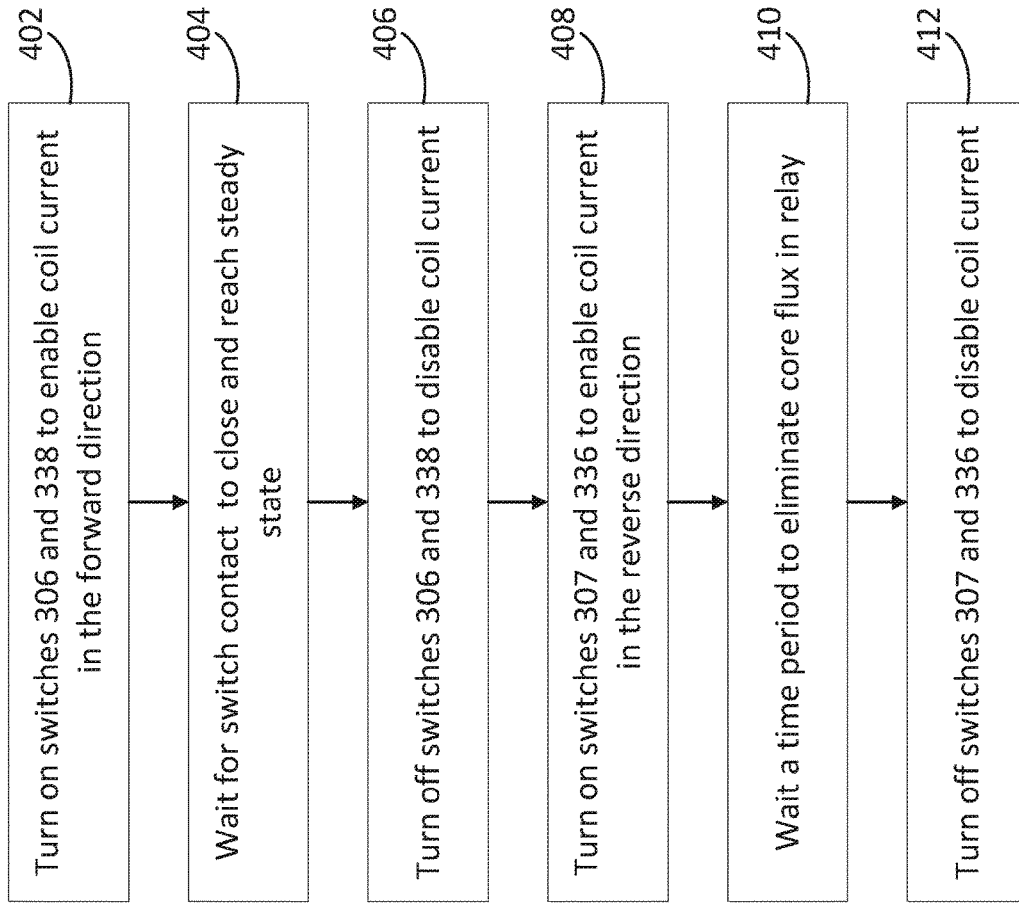 402
Turn on switches 306 and 338 to enable coil current
in the forward direction
404
Wait for switch contact to close and reach steady
state
406
Turn off switches 306 and 338 to disable coil current
408
Turn on switches 307 and 336 to enable coil current
in the reverse direction
410
Wait a time period to eliminate core flux in relay
412
Turn off switches 307 and 336 to disable coil current